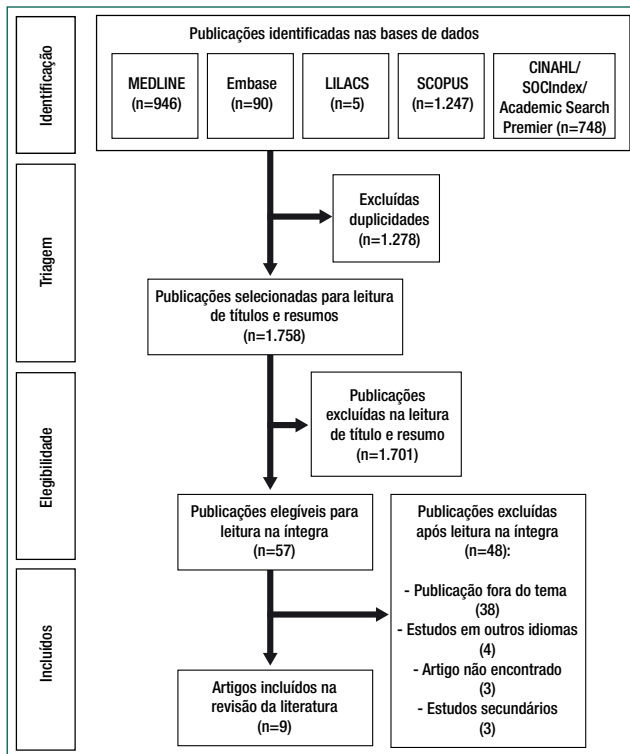 Identificação
Publicações identificadas nas bases de dados
MEDLINE
(n=946)
Embase
(n=90)
LILACS
(n=5)
SCOPUS
(n=1.247)
CINAHL/
SOCIndex/
Academic Search
Premier (n=748)
Triagem
Excluídas
duplicidades
(n=1.278)
Publicações selecionadas para leitura
de títulos e resumos
(n=1.758)
Elegibilidade
Publicações
excluídas na leitura
de título e resumo
(n=1.701)
Publicações elegíveis para
leitura na íntegra
(n=57)
Publicações excluídas
após leitura na íntegra
(n=48):
- Publicação fora do tema
(38)
- Estudos em outros idiomas
(4)
- Artigo não encontrado
(3)
- Estudos secundários
(3)
Incluídos
Artigos incluídos na
revisão da literatura
(n=9)